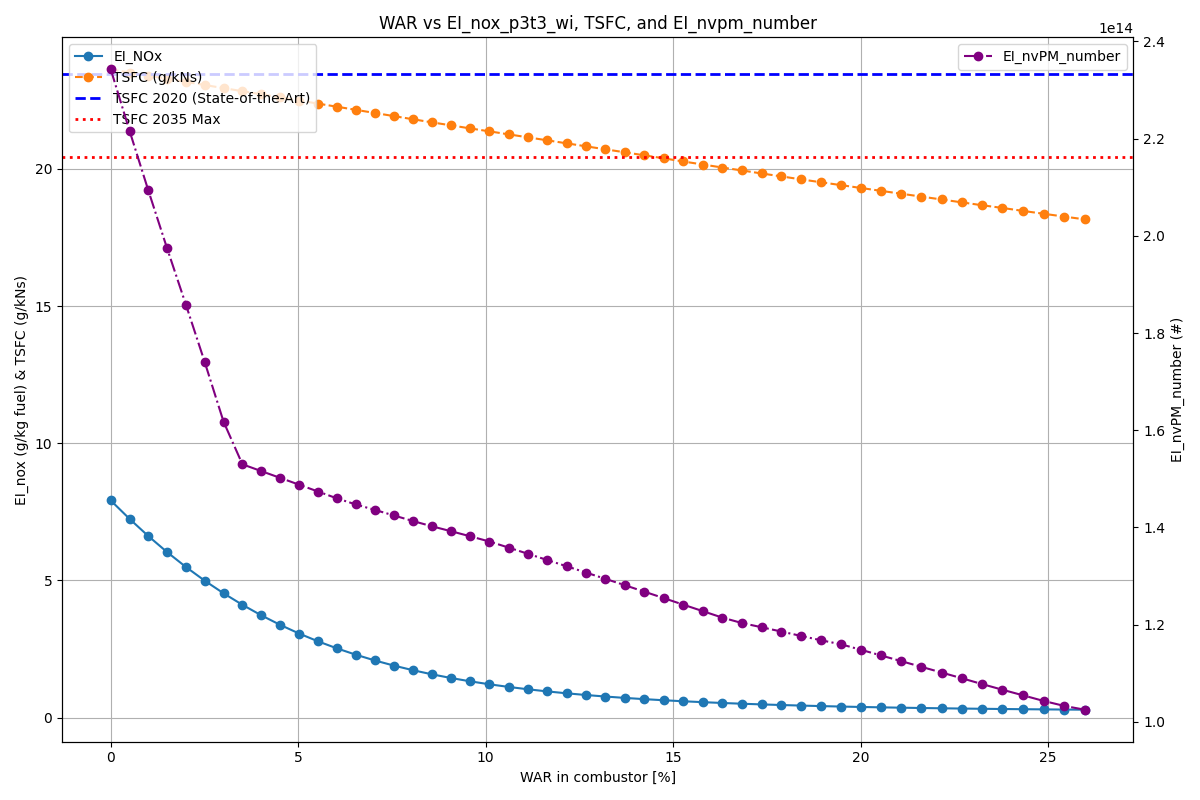 WAR vs EI_nox_p3t3_wi, TSFC, and EI_nvpm_number
1e14
EI_NOx
TSFC (g/kNs)
TSFC 2020 (State-of-the-Art)
TSFC 2035 Max
EI_nvPM_number
20
15
10
5
0
EI_nox (g/kg fuel) & TSFC (g/kNs)
2.4
2.2
2.0
1.8
1.6
1.4
1.2
1.0
EI_nvPM_number (#)
0
5
10
15
20
25
WAR in combustor [%]